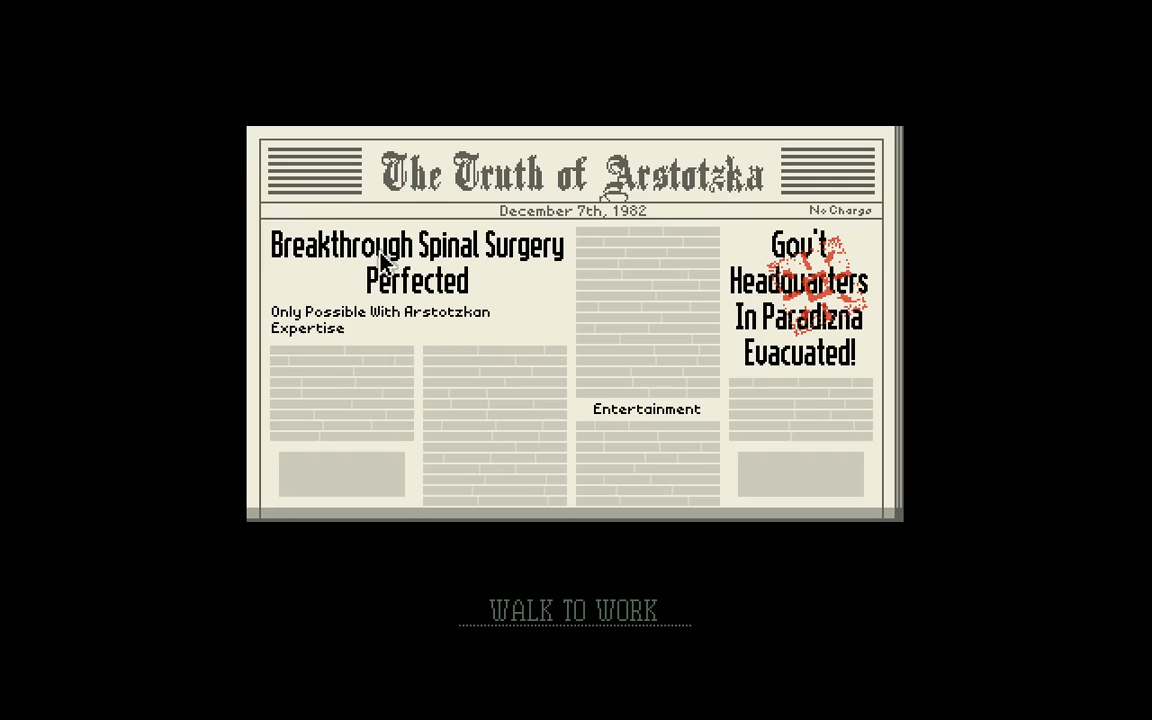 The Truth of Arstotzka
December 7th, 1982
No Charge
Breakthrough Spinal Surgery
Perfected
Only Possible With Arstotzkan
Expertise
Entertainment
Gov't
Headquarters
In Paradizna
Evacuated!
WALK TO WORK